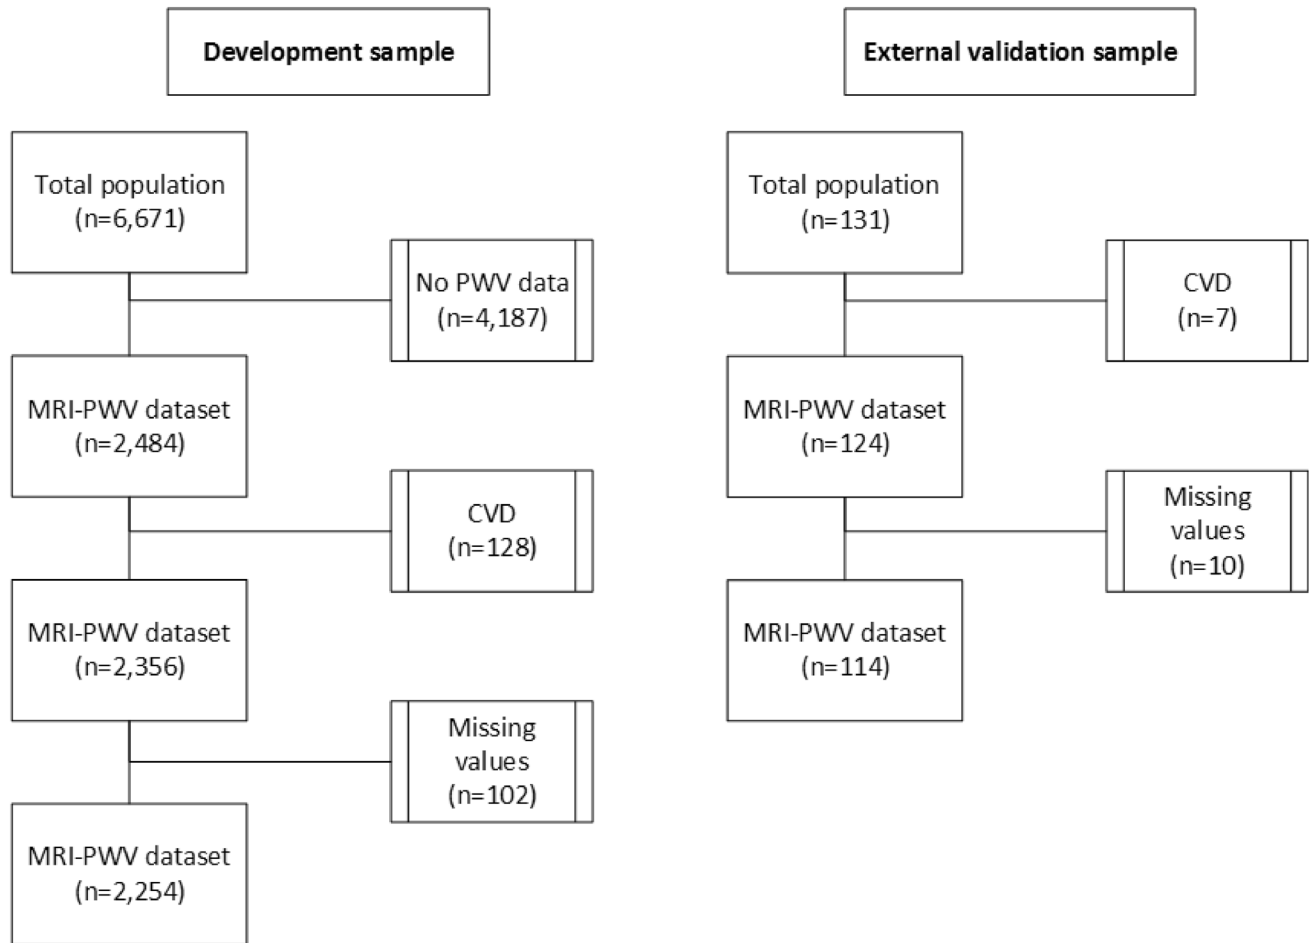 Development sample
Total population
(n=6,671)
No PWV data
(n=4,187)
MRI-PWV dataset
(n=2,484)
CVD
(n=128)
MRI-PWV dataset
(n=2,356)
Missing
values
(n=102)
MRI-PWV dataset
(n=2,254)
External validation sample
Total population
(n=131)
CVD
(n=7)
MRI-PWV dataset
(n=124)
Missing
values
(n=10)
MRI-PWV dataset
(n=114)